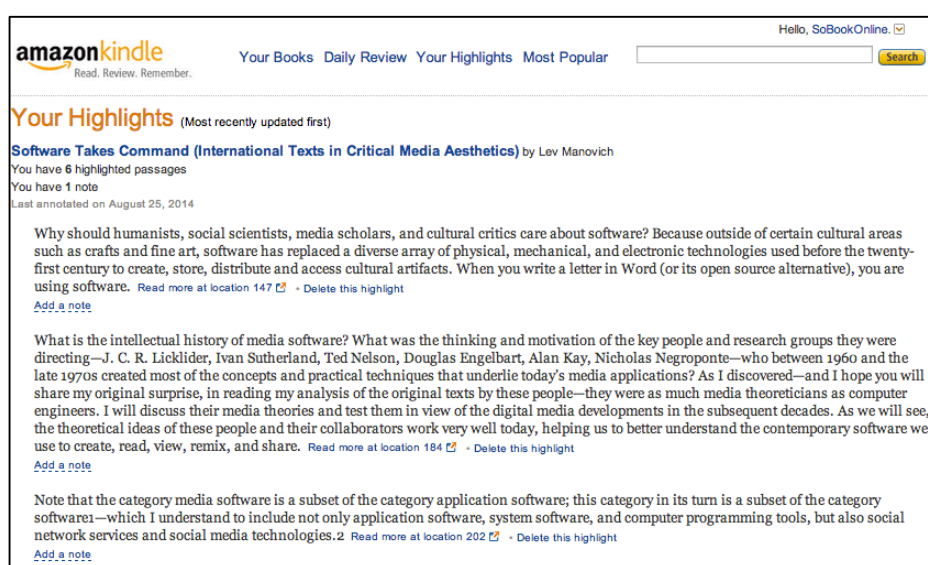 Hello, SoBookOnline.
amazonkindle
Read. Review. Remember.
Your Books Daily Review Your Highlights Most Popular
Search
Your Highlights (Most recently updated first)
Software Takes Command (International Texts in Critical Media Aesthetics) by Lev Manovich
You have 6 highlighted passages
You have 1 note
Last annotated on August 25, 2014
Why should humanists, social scientists, media scholars, and cultural critics care about software? Because outside of certain cultural areas
such as crafts and fine art, software has replaced a diverse array of physical, mechanical, and electronic technologies used before the twenty-
first century to create, store, distribute and access cultural artifacts. When you write a letter in Word (or its open source alternative), you are
using software. Read more at location 147 • Delete this highlight
Add a note
What is the intellectual history of media software? What was the thinking and motivation of the key people and research groups they were
directing—J. C. R. Licklider, Ivan Sutherland, Ted Nelson, Douglas Engelbart, Alan Kay, Nicholas Negroponte—who between 1960 and the
late 1970s created most of the concepts and practical techniques that underlie today's media applications? As I discovered—and I hope you will
share my original surprise, in reading my analysis of the original texts by these people—they were as much media theoreticians as computer
engineers. I will discuss their media theories and test them in view of the digital media developments in the subsequent decades. As we will see,
the theoretical ideas of these people and their collaborators work very well today, helping us to better understand the contemporary software we
use to create, read, view, remix, and share. Read more at location 184 • Delete this highlight
Add a note
Note that the category media software is a subset of the category application software; this category in its turn is a subset of the category
software1—which I understand to include not only application software, system software, and computer programming tools, but also social
network services and social media technologies.2 Read more at location 202 • Delete this highlight
Add a note